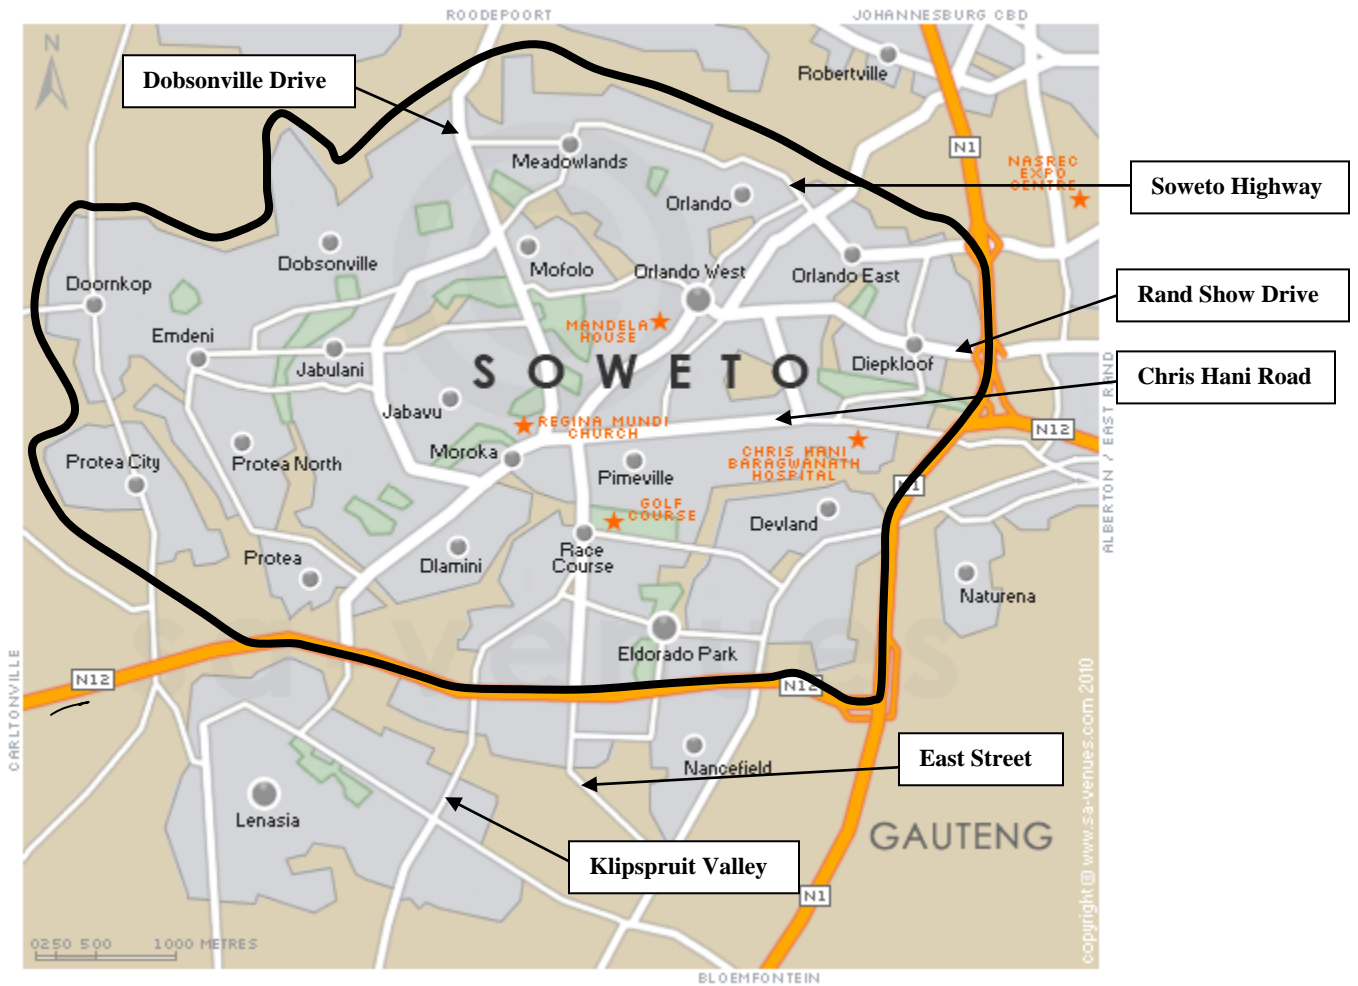 ROODEPOORT
JOHANNESBURG CBD
N
Dobsonville Drive
Robertville
N1
NASREC
EXPO
CENTRE
Meadowlands
Soweto Highway
Orlando
Dobsonville
Mofolo
Orlando West
Orlando East
Doornkop
Rand Show Drive
Emdeni
MANDELA
HOUSE
Jabulani
SOWETO
Diepkloof
Chris Hani Road
Jabavu
REGINA MUNDI
CHURCH
N12
Moroka
CHRIS HANI
BARAGWANATH
HOSPITAL
Protea City
Protea North
Pimeville
N1
GOLF
COURSE
Devland
ALBERTON / EAST RAND
Protea
Dlamini
Race
Course
Naturena
sa-venues
Eldorado Park
CARLTONVILLE
N12
N12
East Street
Nancefield
Lenasia
GAUTENG
Klipspruit Valley
N1
copyright @ www.sa-venues.com 2010
0250 500 1000 METRES
BLOEMFONTEIN